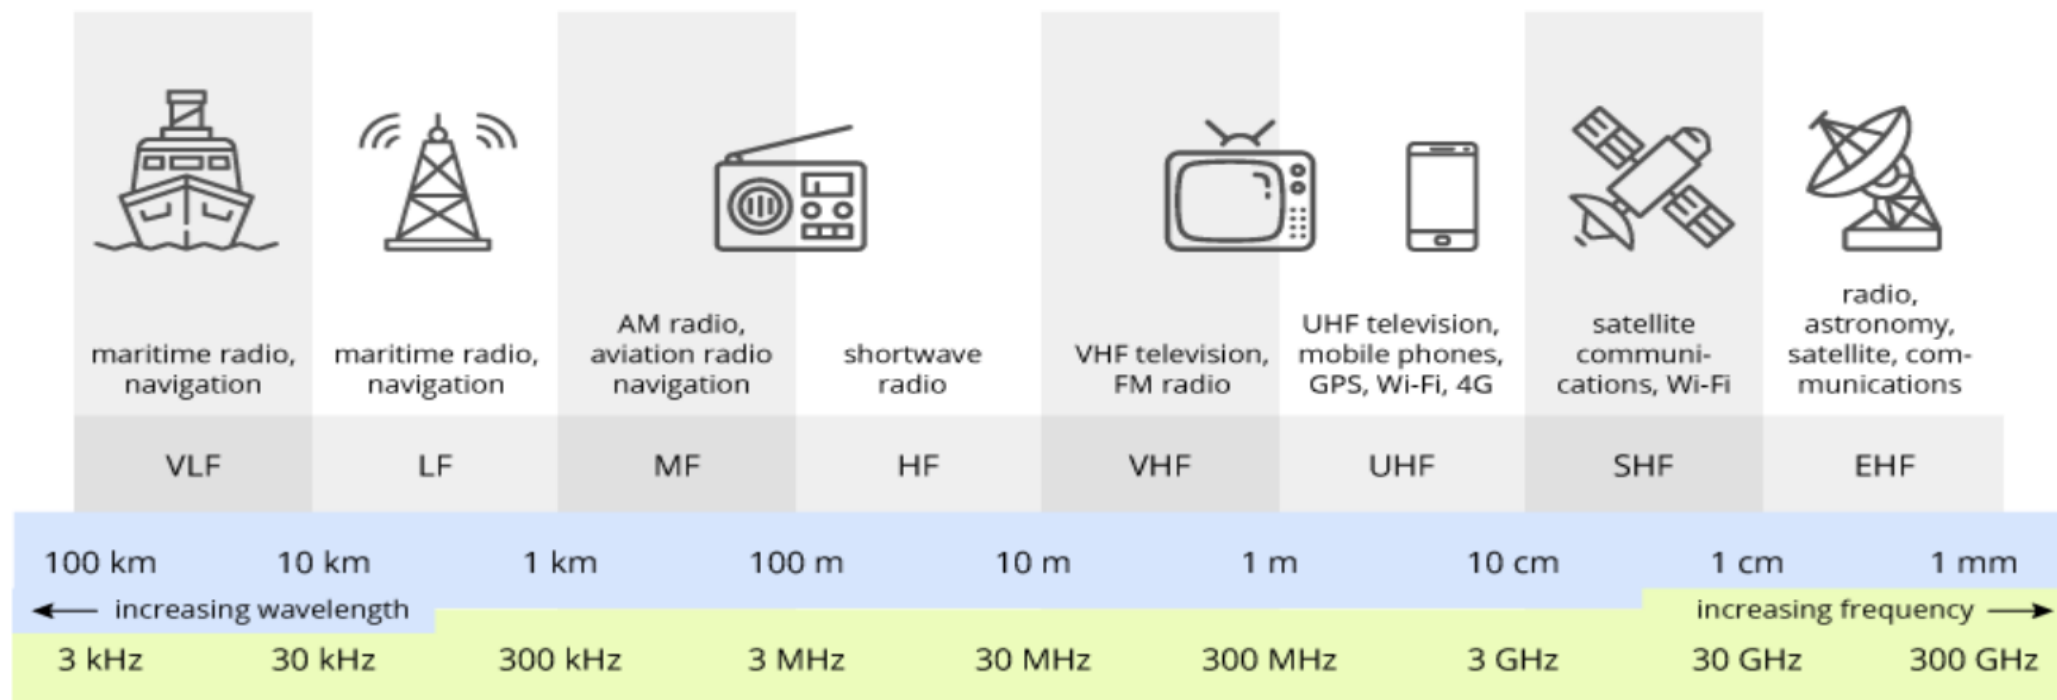 maritime radio,
navigation
maritime radio,
navigation
AM radio,
aviation radio
navigation
shortwave
radio
VHF television,
FM radio
UHF television,
mobile phones,
GPS, Wi-Fi, 4G
satellite
communi-
cations, Wi-Fi
radio,
astronomy,
satellite, com-
munications
VLF LF MF HF VHF UHF SHF EHF
100 km 10 km 1 km 100 m 10 m 1 m 10 cm 1 cm 1 mm
increasing wavelength increasing frequency
3 kHz 30 kHz 300 kHz 3 MHz 30 MHz 300 MHz 3 GHz 30 GHz 300 GHz